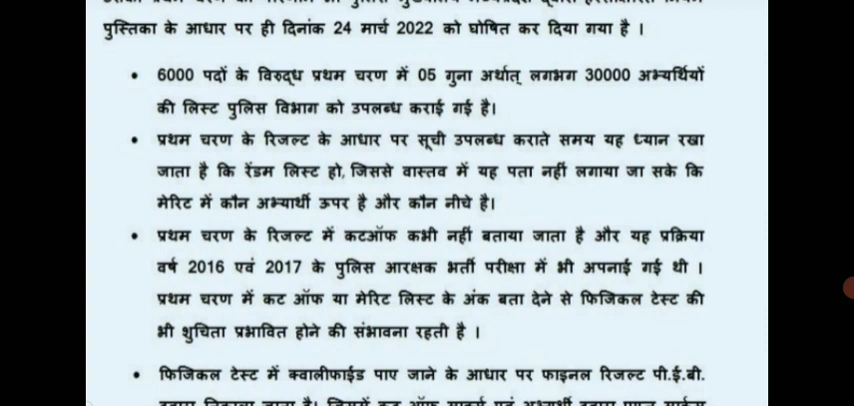 पुस्तिका के आधार पर ही दिनांक 24 मार्च 2022 को घोषित कर दिया गया है ।
• 6000 पदों के विरुद्ध प्रथम चरण में 05 गुना अर्थात् लगभग 30000 अभ्यर्थियों
की लिस्ट पुलिस विभाग को उपलब्ध कराई गई है।
• प्रथम चरण के रिजल्ट के आधार पर सूची उपलब्ध कराते समय यह ध्यान रखा
जाता है कि रेंडम लिस्ट हो, जिससे वास्तव में यह पता नहीं लगाया जा सके कि
मेरिट में कौन अभ्यार्थी ऊपर है और कौन नीचे है।
• प्रथम चरण के रिजल्ट में कटऑफ कभी नहीं बताया जाता है और यह प्रक्रिया
वर्ष 2016 एवं 2017 के पुलिस आरक्षक भर्ती परीक्षा में भी अपनाई गई थी ।
प्रथम चरण में कट ऑफ या मेरिट लिस्ट के अंक बता देने से फिजिकल टेस्ट की
भी शुचिता प्रभावित होने की संभावना रहती है ।
• फिजिकल टेस्ट में क्वालीफाईड पाए जाने के आधार पर फाइनल रिजल्ट पी.ई.बी.